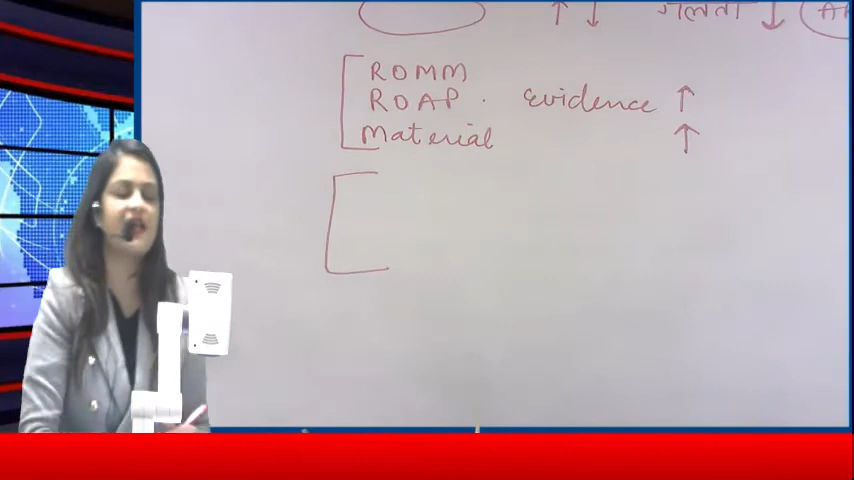 ↑ ↓ गलती ↓
ROMM
ROAP. evidence ↑
Material ↑